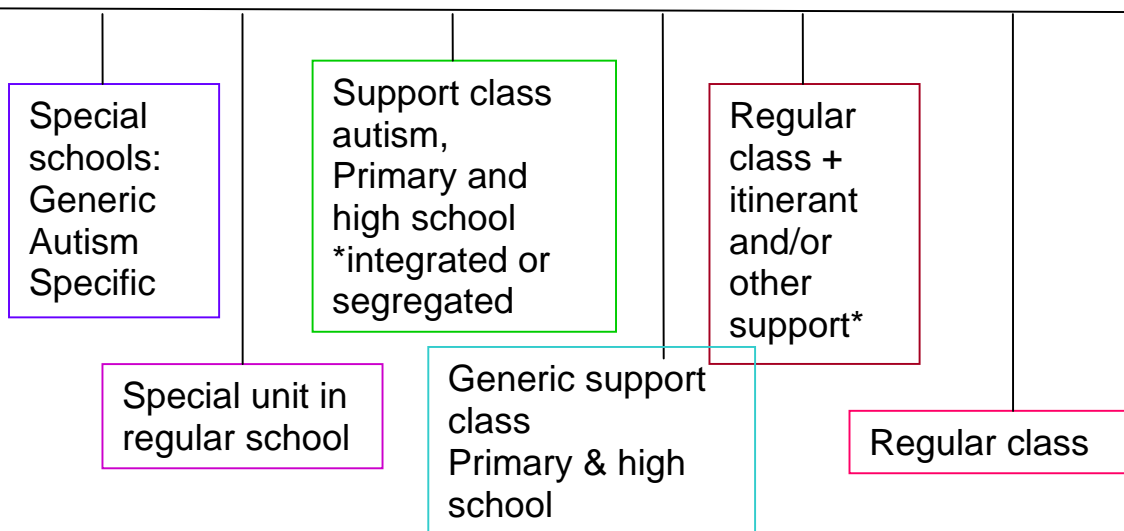 Special
schools:
Generic
Autism
Specific
Special unit in
regular school
Support class
autism,
Primary and
high school
*integrated or
segregated
Generic support
class
Primary & high
school
Regular
class +
itinerant
and/or
other
support*
Regular class